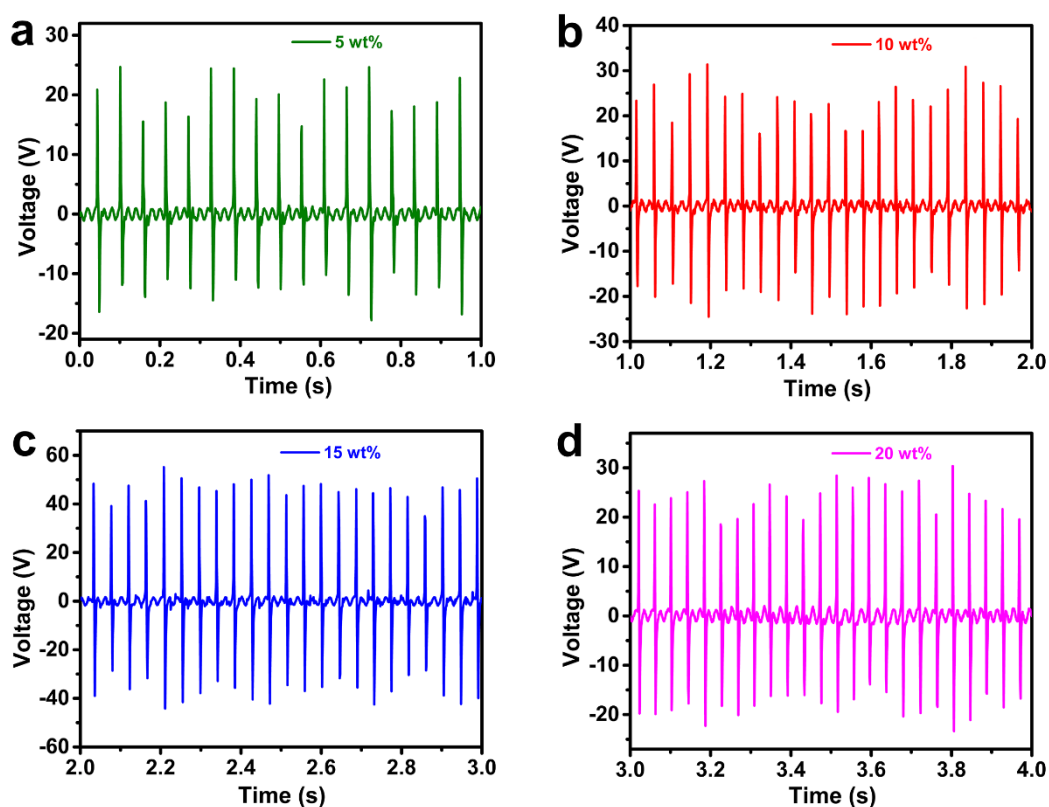 a
5 wt%
30
20
10
0
-10
-20
Voltage (V)
0.0 0.2 0.4 0.6 0.8 1.0
Time (s)
b
10 wt%
40
30
20
10
0
-10
-20
-30
Voltage (V)
1.0 1.2 1.4 1.6 1.8 2.0
Time (s)
c
15 wt%
60
40
20
0
-20
-40
-60
Voltage (V)
2.0 2.2 2.4 2.6 2.8 3.0
Time (s)
d
20 wt%
30
20
10
0
-10
-20
Voltage (V)
3.0 3.2 3.4 3.6 3.8 4.0
Time (s)